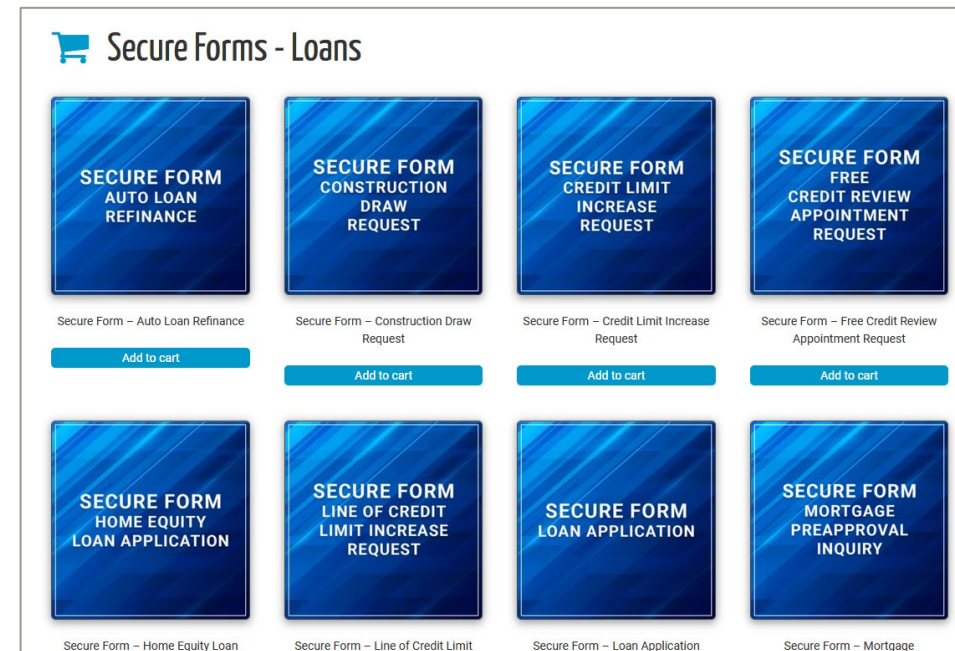 Secure Forms - Loans
SECURE FORM
AUTO LOAN
REFINANCE
SECURE FORM
CONSTRUCTION
DRAW
REQUEST
SECURE FORM
CREDIT LIMIT
INCREASE
REQUEST
SECURE FORM
FREE
CREDIT REVIEW
APPOINTMENT
REQUEST
Secure Form – Auto Loan Refinance
Secure Form – Construction Draw
Request
Secure Form – Credit Limit Increase
Request
Secure Form – Free Credit Review
Appointment Request
Add to cart
Add to cart
Add to cart
Add to cart
SECURE FORM
HOME EQUITY
LOAN APPLICATION
SECURE FORM
LINE OF CREDIT
LIMIT INCREASE
REQUEST
SECURE FORM
LOAN APPLICATION
SECURE FORM
MORTGAGE
PREAPPROVAL
INQUIRY
Secure Form – Home Equity Loan
Secure Form – Line of Credit Limit
Secure Form – Loan Application
Secure Form – Mortgage